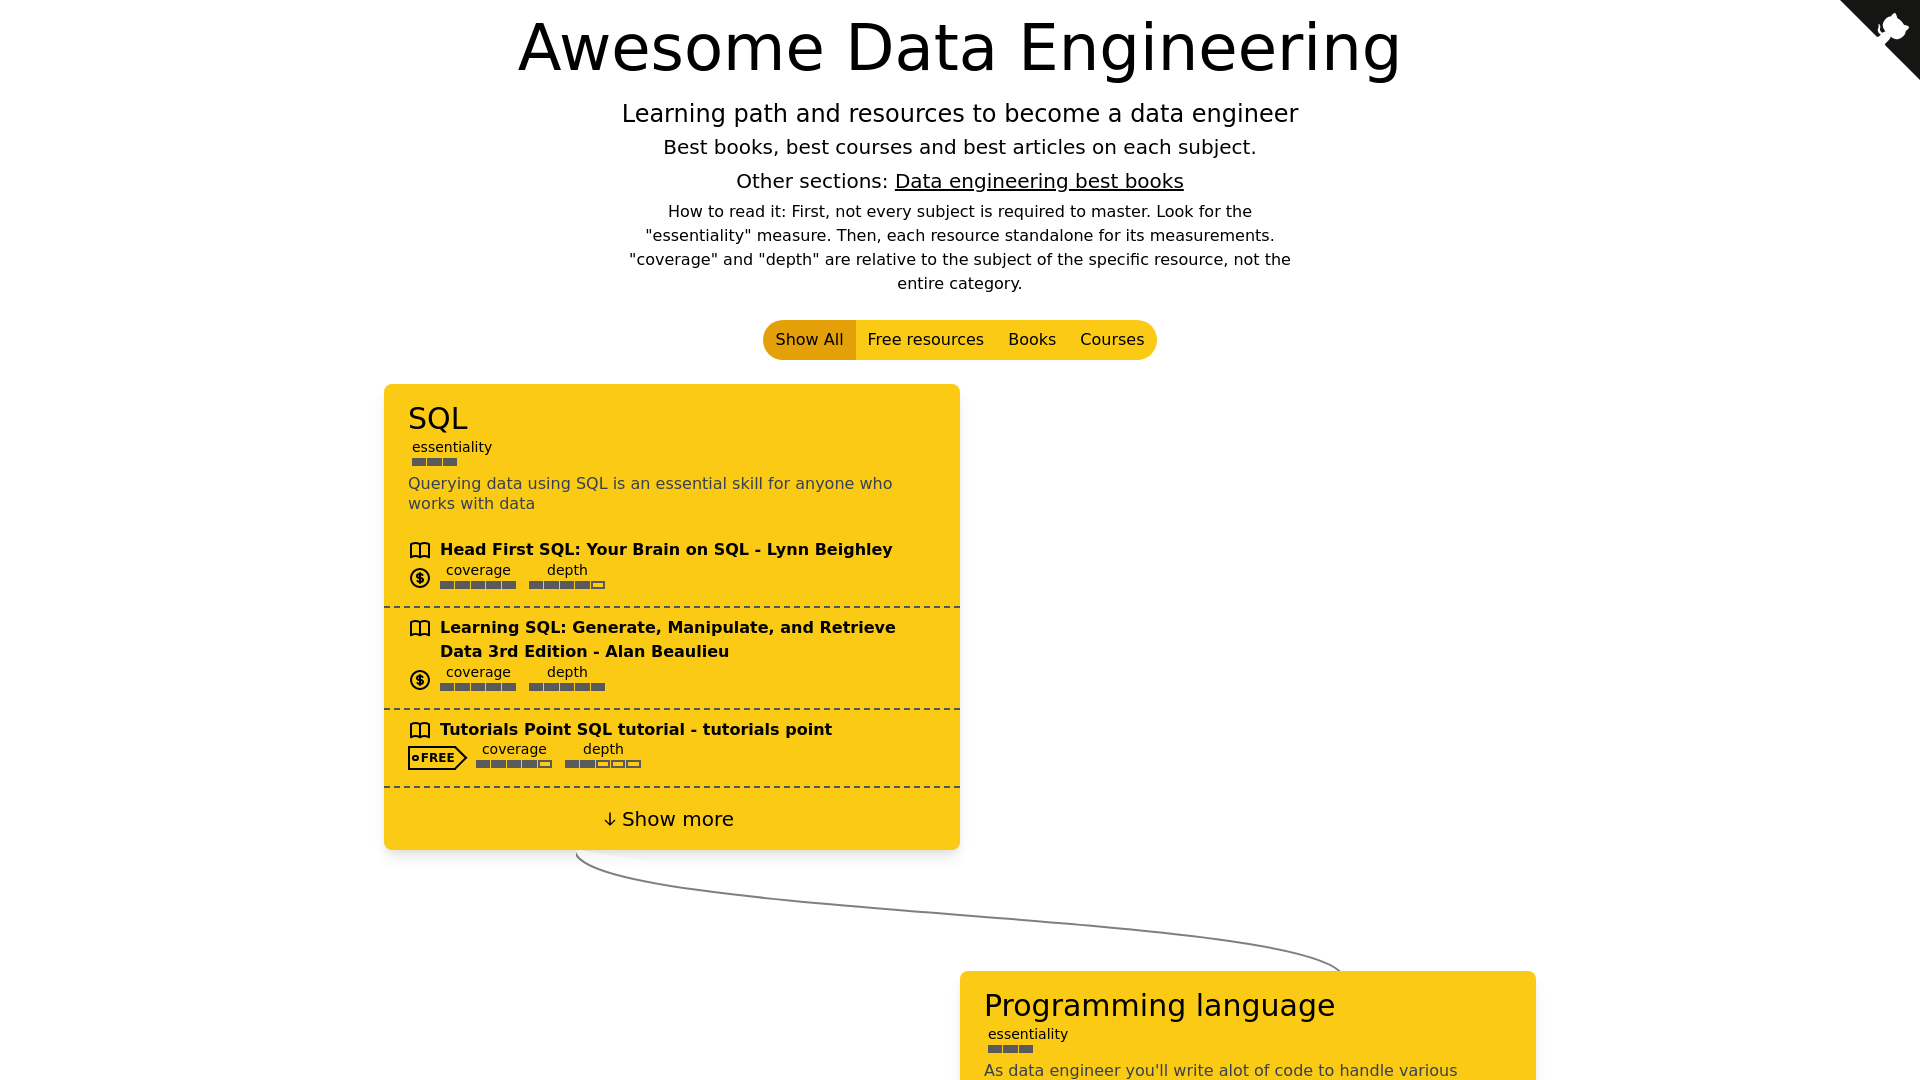 Awesome Data Engineering
Learning path and resources to become a data engineer
Best books, best courses and best articles on each subject.
Other sections: Data engineering best books
How to read it: First, not every subject is required to master. Look for the
"essentiality" measure. Then, each resource standalone for its measurements.
"coverage" and "depth" are relative to the subject of the specific resource, not the
entire category.
Show All Free resources Books Courses
SQL
essentiality
Querying data using SQL is an essential skill for anyone who
works with data
Head First SQL: Your Brain on SQL - Lynn Beighley
coverage depth
Learning SQL: Generate, Manipulate, and Retrieve
Data 3rd Edition - Alan Beaulieu
coverage depth
Tutorials Point SQL tutorial - tutorials point
FREE coverage depth
↓ Show more
Programming language
essentiality
As data engineer you'll write alot of code to handle various